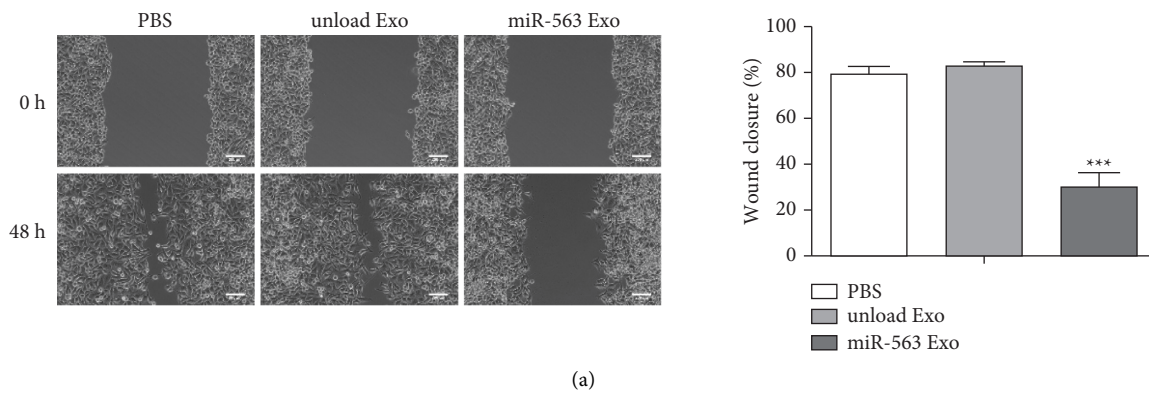 PBS unload Exo miR-563 Exo
0 h
48 h
Wound closure (%)
100
80
60
40
20
0
***
PBS
unload Exo
miR-563 Exo
(a)